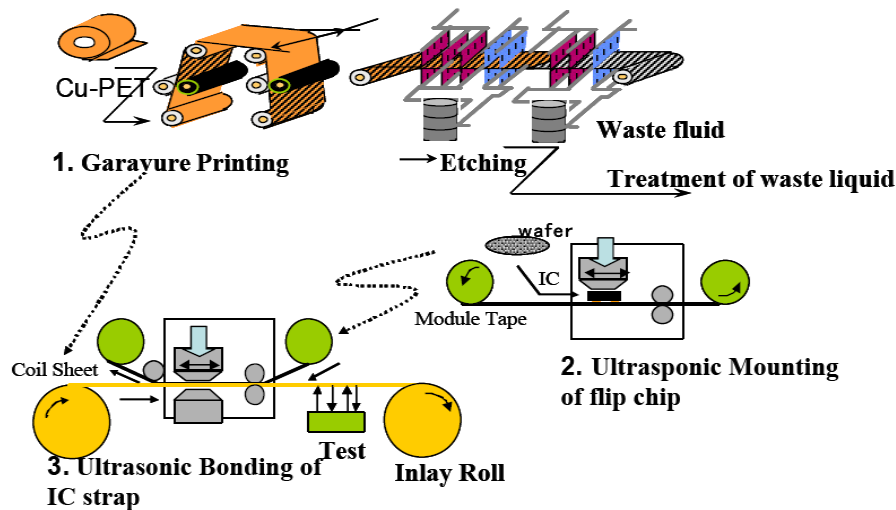 Cu-PET
Waste fluid
1. Garavure Printing
Etching
Treatment of waste liquid
wafer
IC
Module Tape
Coil Sheet
2. Ultrasponic Mounting
of flip chip
Test
3. Ultrasonic Bonding of
IC strap
Inlay Roll